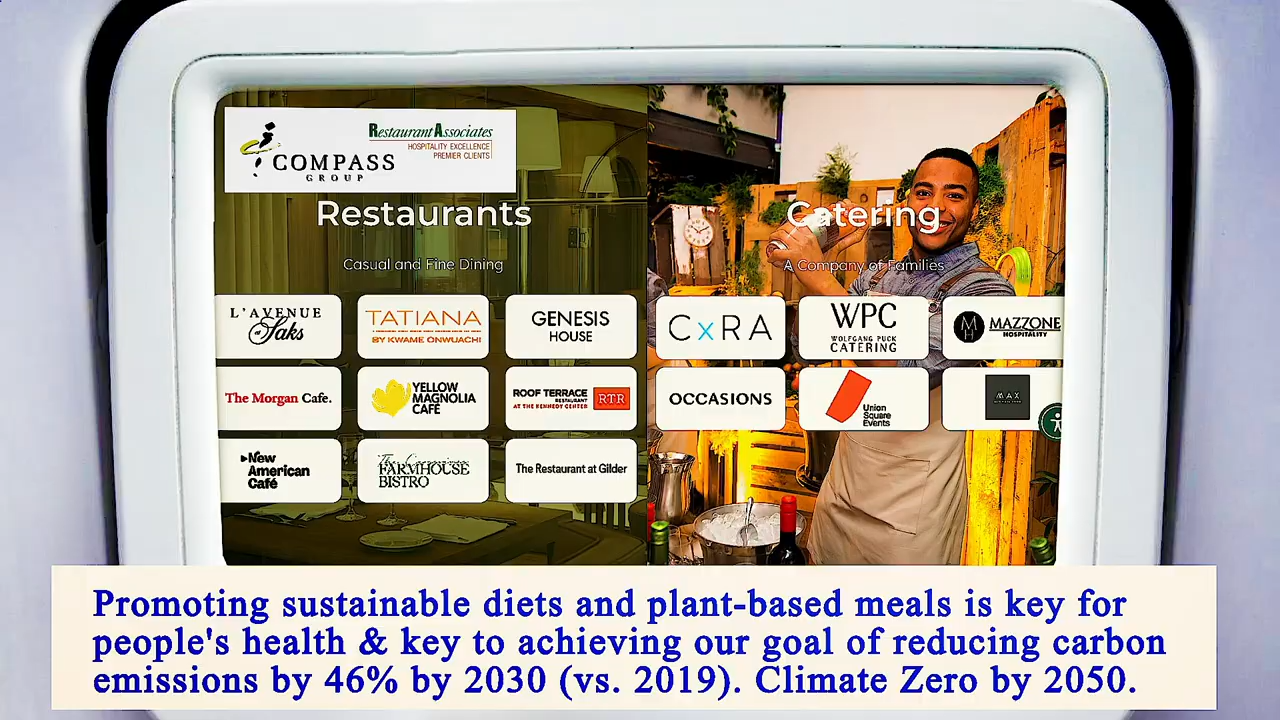 Restaurant Associates
HOSPITALITY EXCELLENCE
PREMIER CLIENTS
COMPASS
GROUP
Restaurants
Casual and Fine Dining
L'AVENUE
Saks
TATIANA
BY KWAME ONWUACHI
GENESIS
HOUSE
The Morgan Cafe.
YELLOW
MAGNOLIA
CAFÉ
ROOF TERRACE
RESTAURANT
AT THE KENNEDY CENTER
RTR
New
American
Café
FARMHOUSE
BISTRO
The Restaurant at Gilder
Catering
A Company of Families
CxRA
WPC
WOLFGANG PUCK
CATERING
MH
MAZZONE
HOSPITALITY
OCCASIONS
Union
Square
Events
MAX
Promoting sustainable diets and plant-based meals is key for
people's health & key to achieving our goal of reducing carbon
emissions by 46% by 2030 (vs. 2019). Climate Zero by 2050.